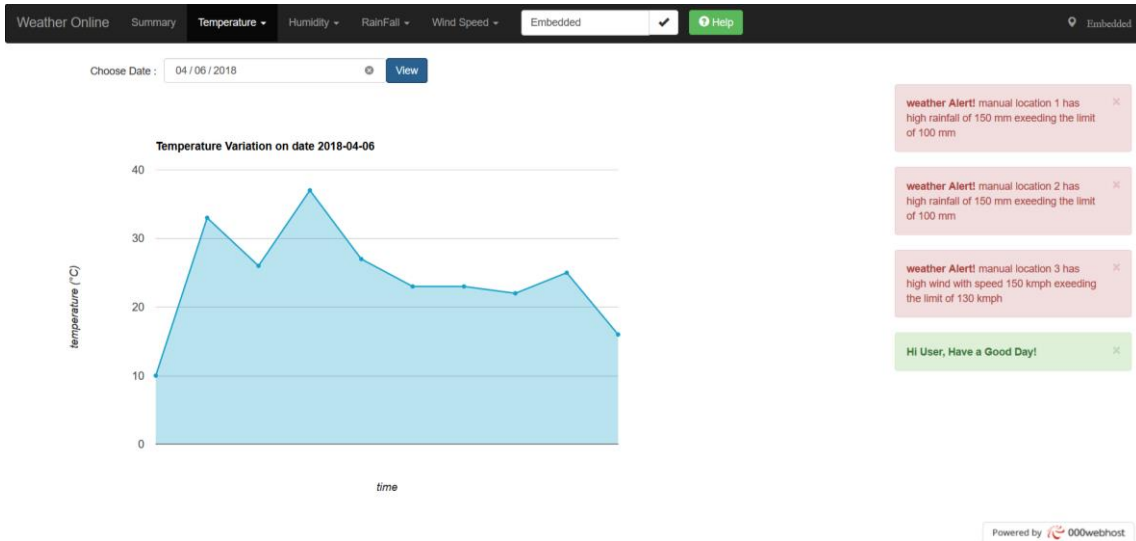 Weather Online Summary Temperature Humidity RainFall Wind Speed Embedded Help Embedded
Choose Date : 04 / 06 / 2018 View
weather Alert! manual location 1 has
high rainfall of 150 mm exeeding the limit
of 100 mm
weather Alert! manual location 2 has
high rainfall of 150 mm exeeding the limit
of 100 mm
weather Alert! manual location 3 has
high wind with speed 150 kmph exeeding
the limit of 130 kmph
Hi User, Have a Good Day!
Temperature Variation on date 2018-04-06
40
30
20
10
0
temperature (°C)
time
Powered by 000webhost